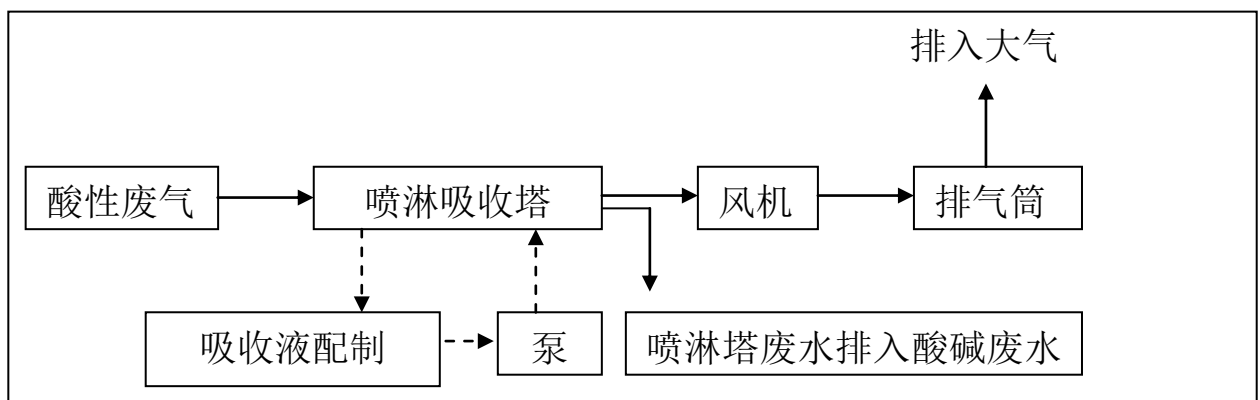 排入大气
酸性废气
喷淋吸收塔
风机
排气筒
吸收液配制
泵
喷淋塔废水排入酸碱废水